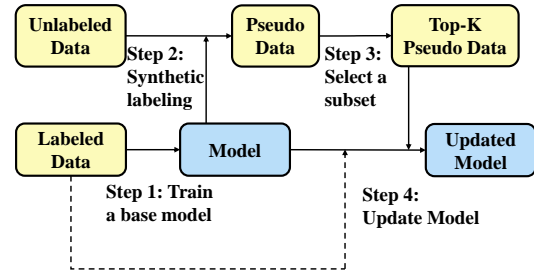 Unlabeled
Data
Pseudo
Data
Top-K
Pseudo Data
Step 2:
Synthetic
labeling
Step 3:
Select a
subset
Labeled
Data
Model
Updated
Model
Step 1: Train
a base model
Step 4:
Update Model